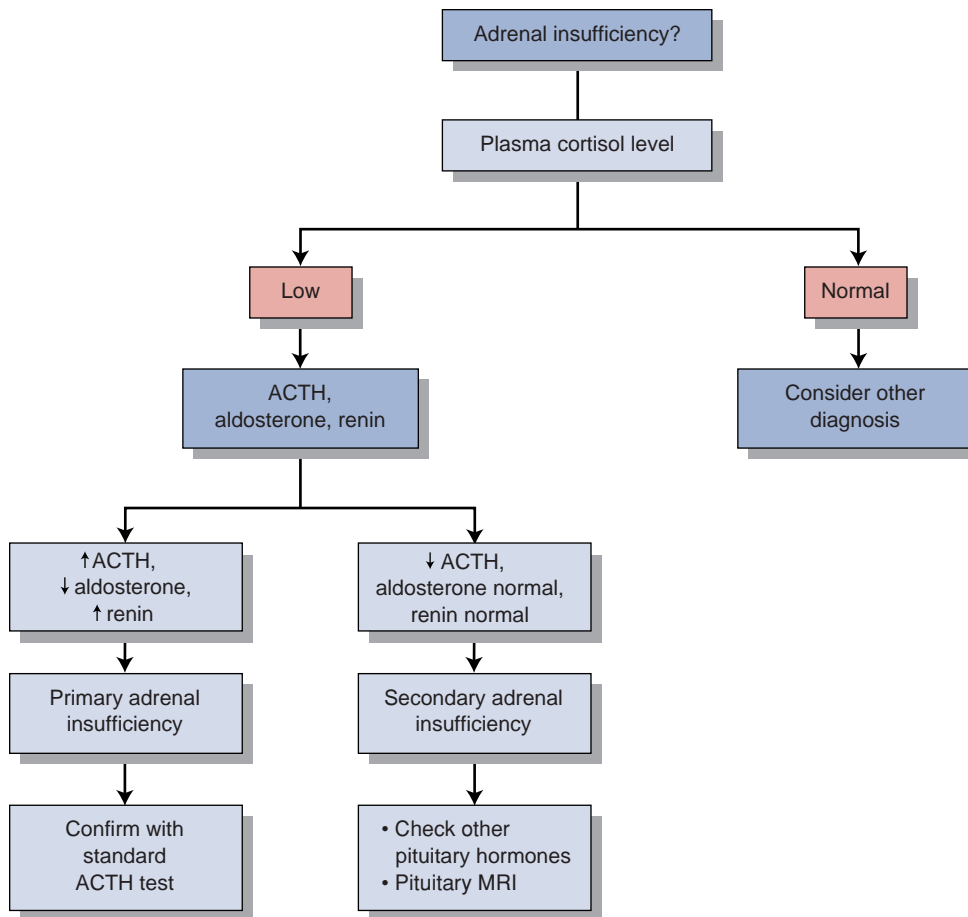 Adrenal insufficiency?
Plasma cortisol level
Low
Normal
ACTH,
aldosterone, renin
Consider other
diagnosis
↑ACTH,
↓ aldosterone,
↑ renin
↓ ACTH,
aldosterone normal,
renin normal
Primary adrenal
insufficiency
Secondary adrenal
insufficiency
Confirm with
standard
ACTH test
• Check other
pituitary hormones
• Pituitary MRI